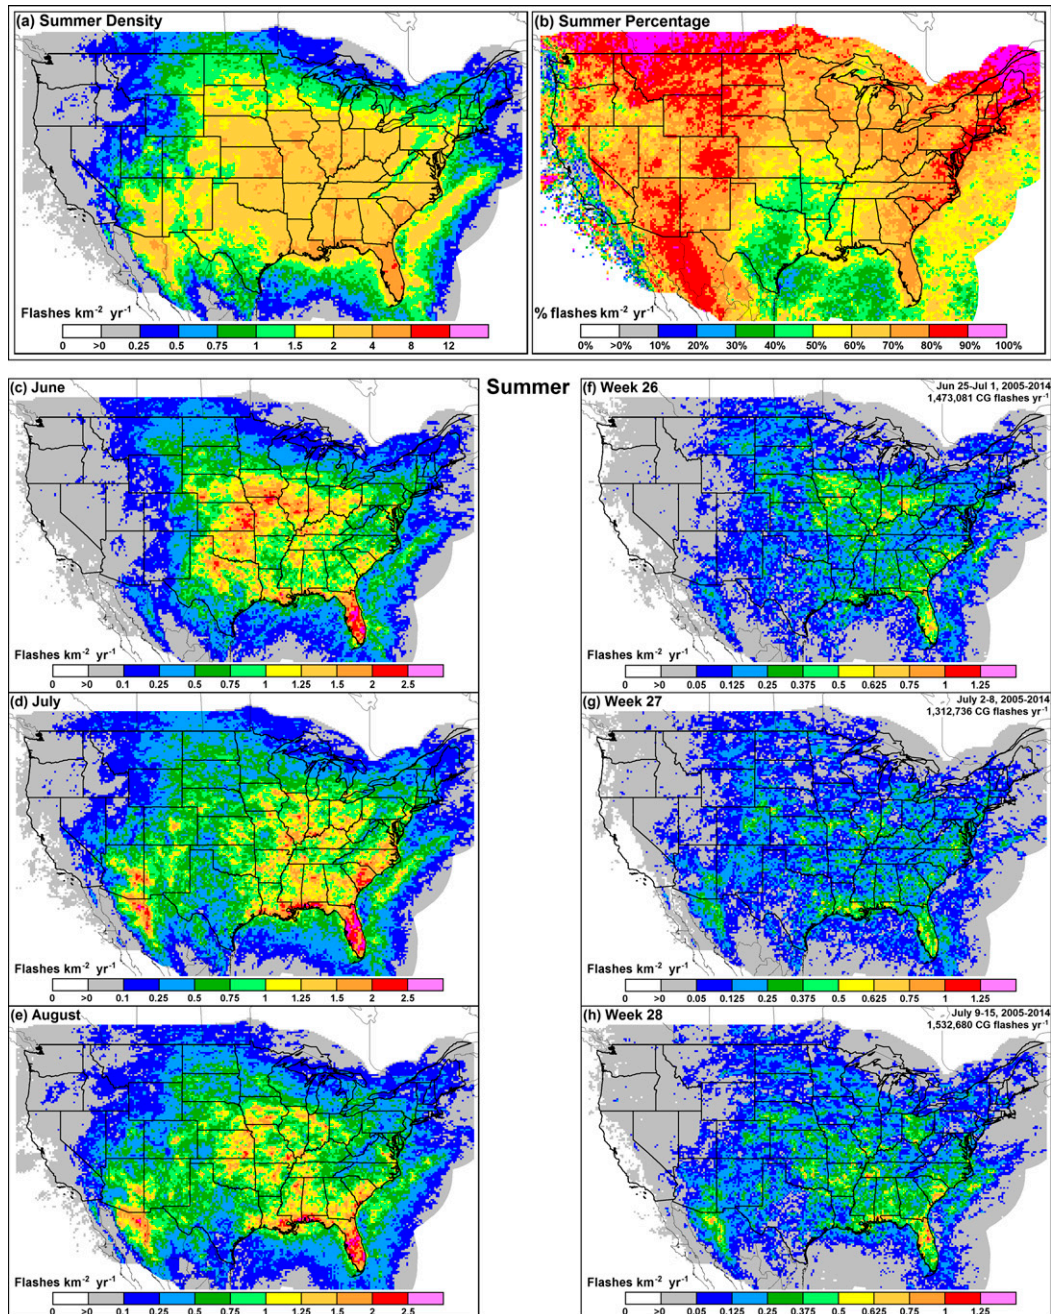 (a) Summer Density
Flashes km-2 yr-1
0 >0 0.25 0.5 0.75 1 1.5 2 4 8 12
(b) Summer Percentage
% flashes km-2 yr-1
0% >0% 10% 20% 30% 40% 50% 60% 70% 80% 90% 100%
Summer
(c) June
Flashes km-2 yr-1
0 >0 0.1 0.25 0.5 0.75 1 1.25 1.5 2 2.5
(d) July
Flashes km-2 yr-1
0 >0 0.1 0.25 0.5 0.75 1 1.25 1.5 2 2.5
(e) August
Flashes km-2 yr-1
0 >0 0.1 0.25 0.5 0.75 1 1.25 1.5 2 2.5
(f) Week 26
Jun 25-Jul 1, 2005-2014
1,473,081 CG flashes yr-1
Flashes km-2 yr-1
0 >0 0.05 0.125 0.25 0.375 0.5 0.625 0.75 1 1.25
(g) Week 27
July 2-8, 2005-2014
1,312,736 CG flashes yr-1
Flashes km-2 yr-1
0 >0 0.05 0.125 0.25 0.375 0.5 0.625 0.75 1 1.25
(h) Week 28
July 9-15, 2005-2014
1,532,680 CG flashes yr-1
Flashes km-2 yr-1
0 >0 0.05 0.125 0.25 0.375 0.5 0.625 0.75 1 1.25